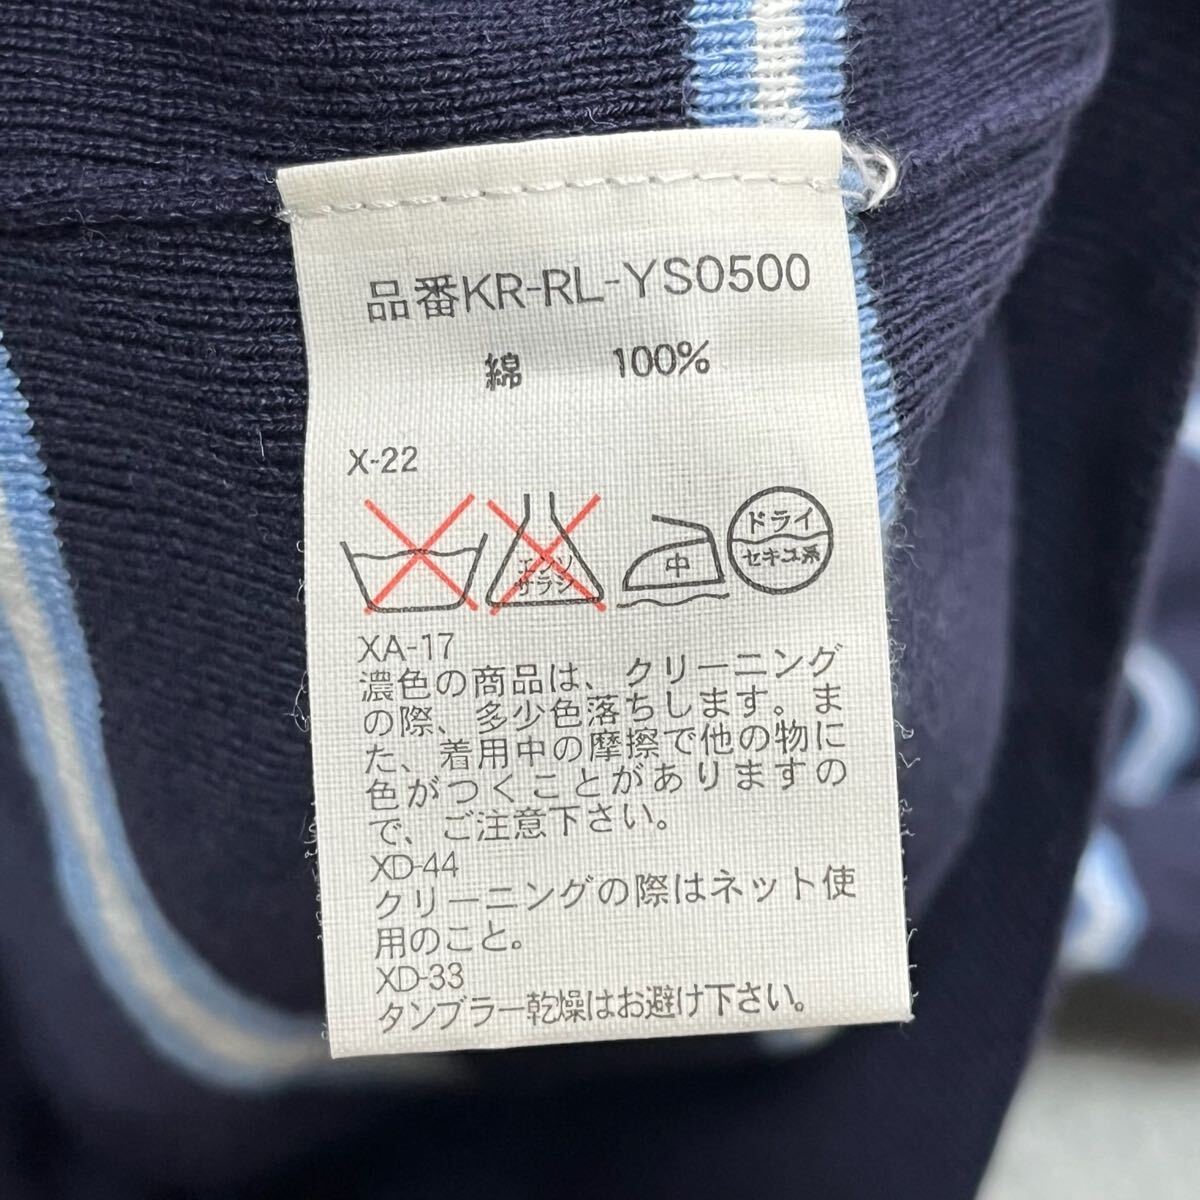 品番KR-RL-YS0500
綿 100%
X-22
エンソ
サラシ
中
ドライ
セキユ系
XA-17
濃色の商品は、クリーニング
の際、多少色落ちします。ま
た、着用中の摩擦で他の物に
色がつくことがありますの
で、ご注意下さい。
XD-44
クリーニングの際はネット使
用のこと。
XD-33
タンブラー乾燥はお避け下さい。